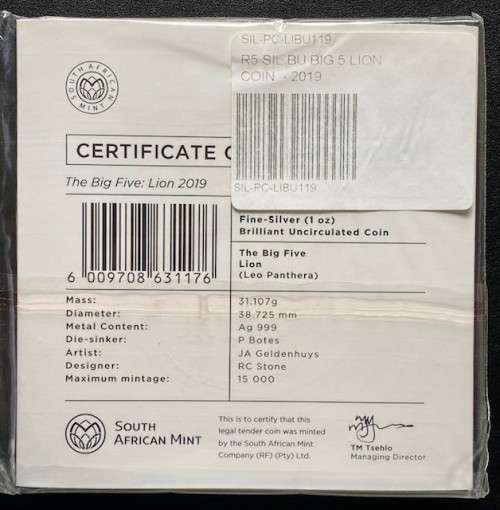 SOUTH AFRICAN MINT
SIL-PC-LIBU119
R5 SIL BU BIG 5 LION
COIN - 2019
SIL-PC-LIBU119
CERTIFICATE
The Big Five: Lion 2019
6 009708 631176
Fine-Silver (1 oz)
Brilliant Uncirculated Coin
The Big Five
Lion
(Leo Panthera)
Mass: 31.107g
Diameter: 38.725 mm
Metal Content: Ag 999
Die-sinker: P Botes
Artist: JA Geldenhuys
Designer: RC Stone
Maximum mintage: 15 000
SOUTH
AFRICAN MINT
This is to certify that this
legal tender coin was minted
by the South African Mint
Company (RF) (Pty) Ltd.
TM Tsehlo
Managing Director